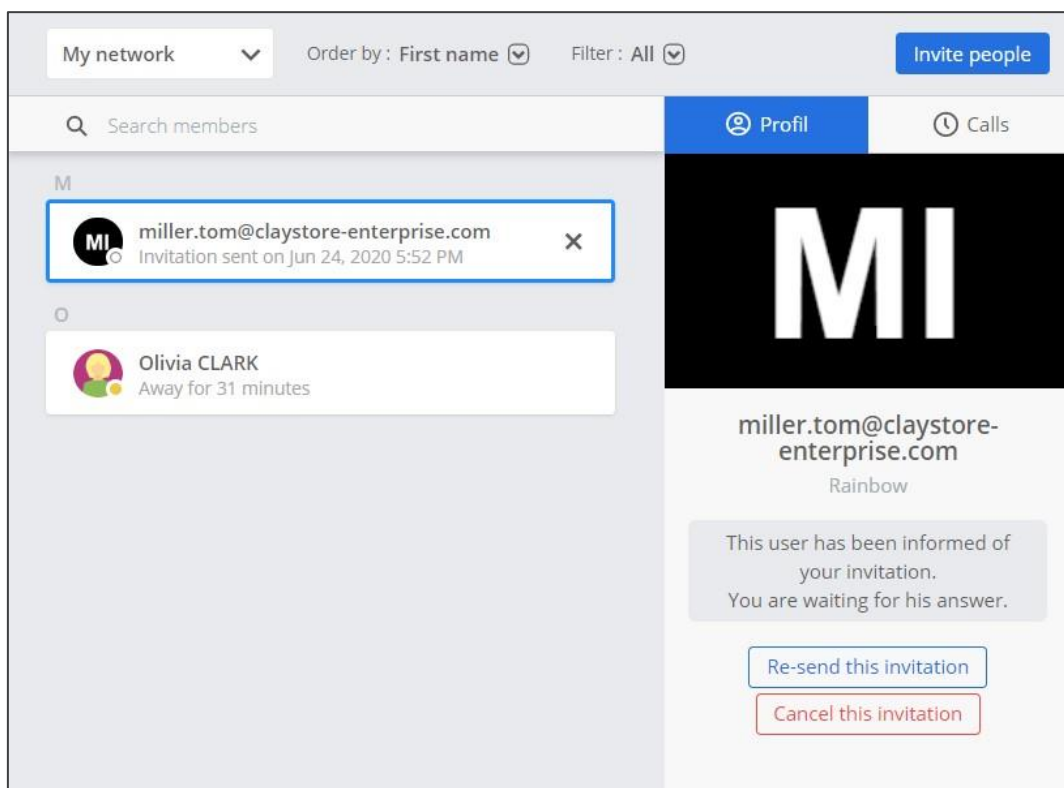 My network
Order by : First name
Filter : All
Invite people
Search members
Profil
Calls
M
MI
miller.tom@claystore-enterprise.com
Invitation sent on Jun 24, 2020 5:52 PM
O
Olivia CLARK
Away for 31 minutes
MI
miller.tom@claystore-
enterprise.com
Rainbow
This user has been informed of
your invitation.
You are waiting for his answer.
Re-send this invitation
Cancel this invitation